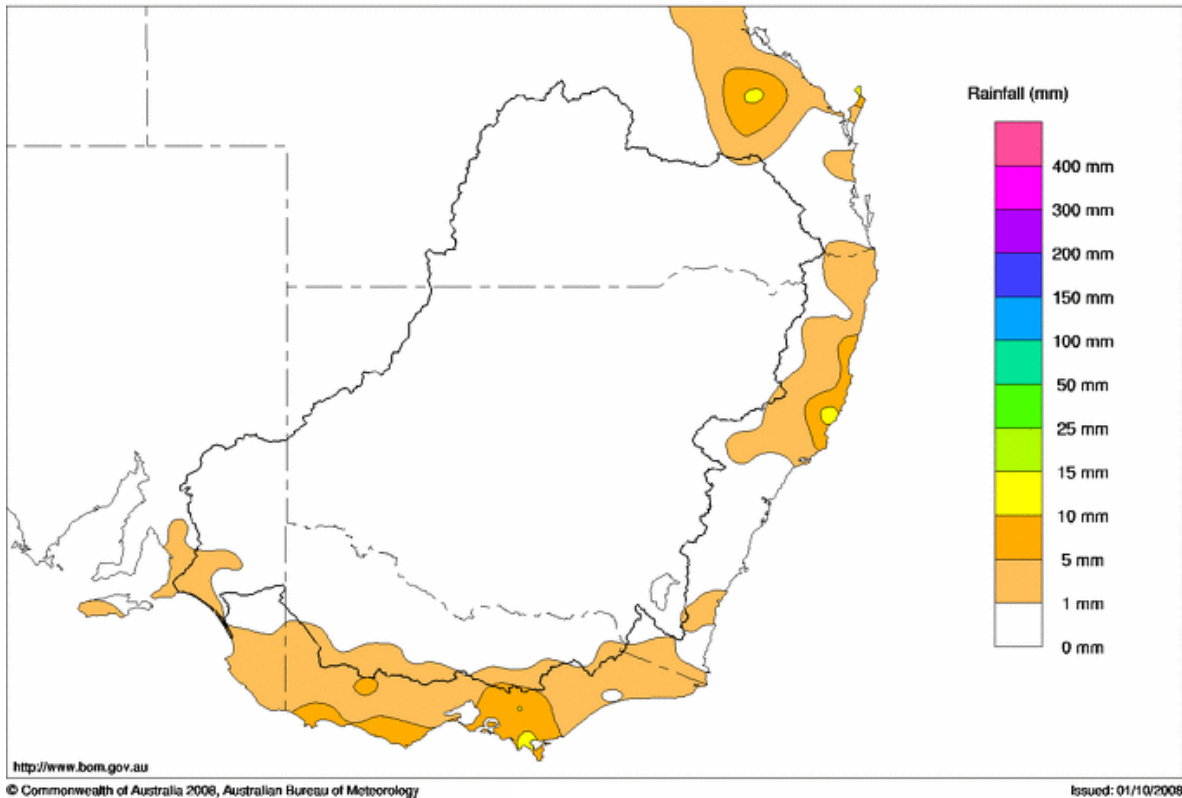 Rainfall (mm)
400 mm
300 mm
200 mm
150 mm
100 mm
50 mm
25 mm
15 mm
10 mm
5 mm
1 mm
0 mm
http://www.bom.gov.au
© Commonwealth of Australia 2008, Australian Bureau of Meteorology
Issued: 01/10/2008